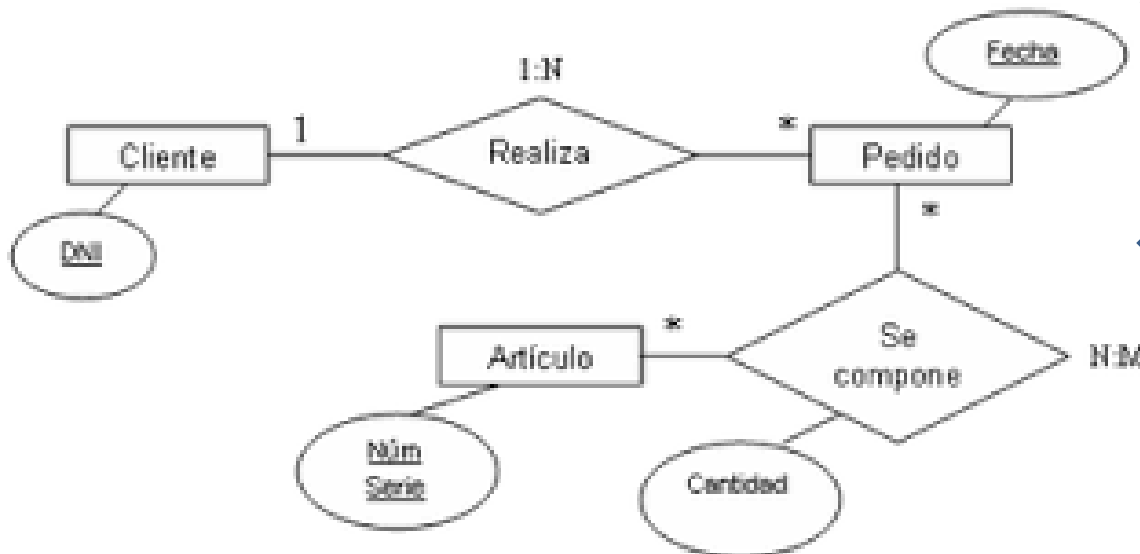 Fecha
1:N
1
*
Cliente
Realiza
Pedido
*
DNI
*
Artículo
Se
compone
N:M
Núm
Serie
Cantidad